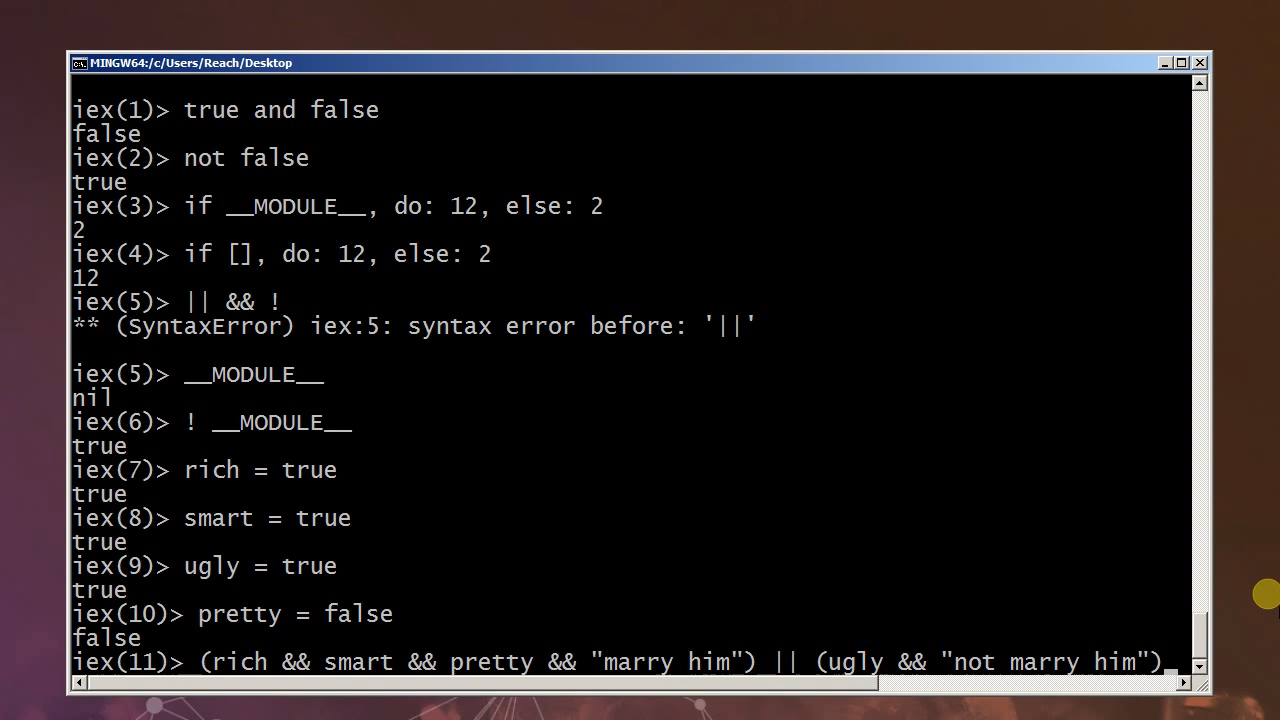 MINGW64:/c/Users/Reach/Desktop
iex(1)> true and false
false
iex(2)> not false
true
iex(3)> if __MODULE__, do: 12, else: 2
2
iex(4)> if [], do: 12, else: 2
12
iex(5)> || && !
** (SyntaxError) iex:5: syntax error before: '||'
iex(5)> __MODULE__
nil
iex(6)> ! __MODULE__
true
iex(7)> rich = true
true
iex(8)> smart = true
true
iex(9)> ugly = true
true
iex(10)> pretty = false
false
iex(11)> (rich && smart && pretty && "marry him") || (ugly && "not marry him")